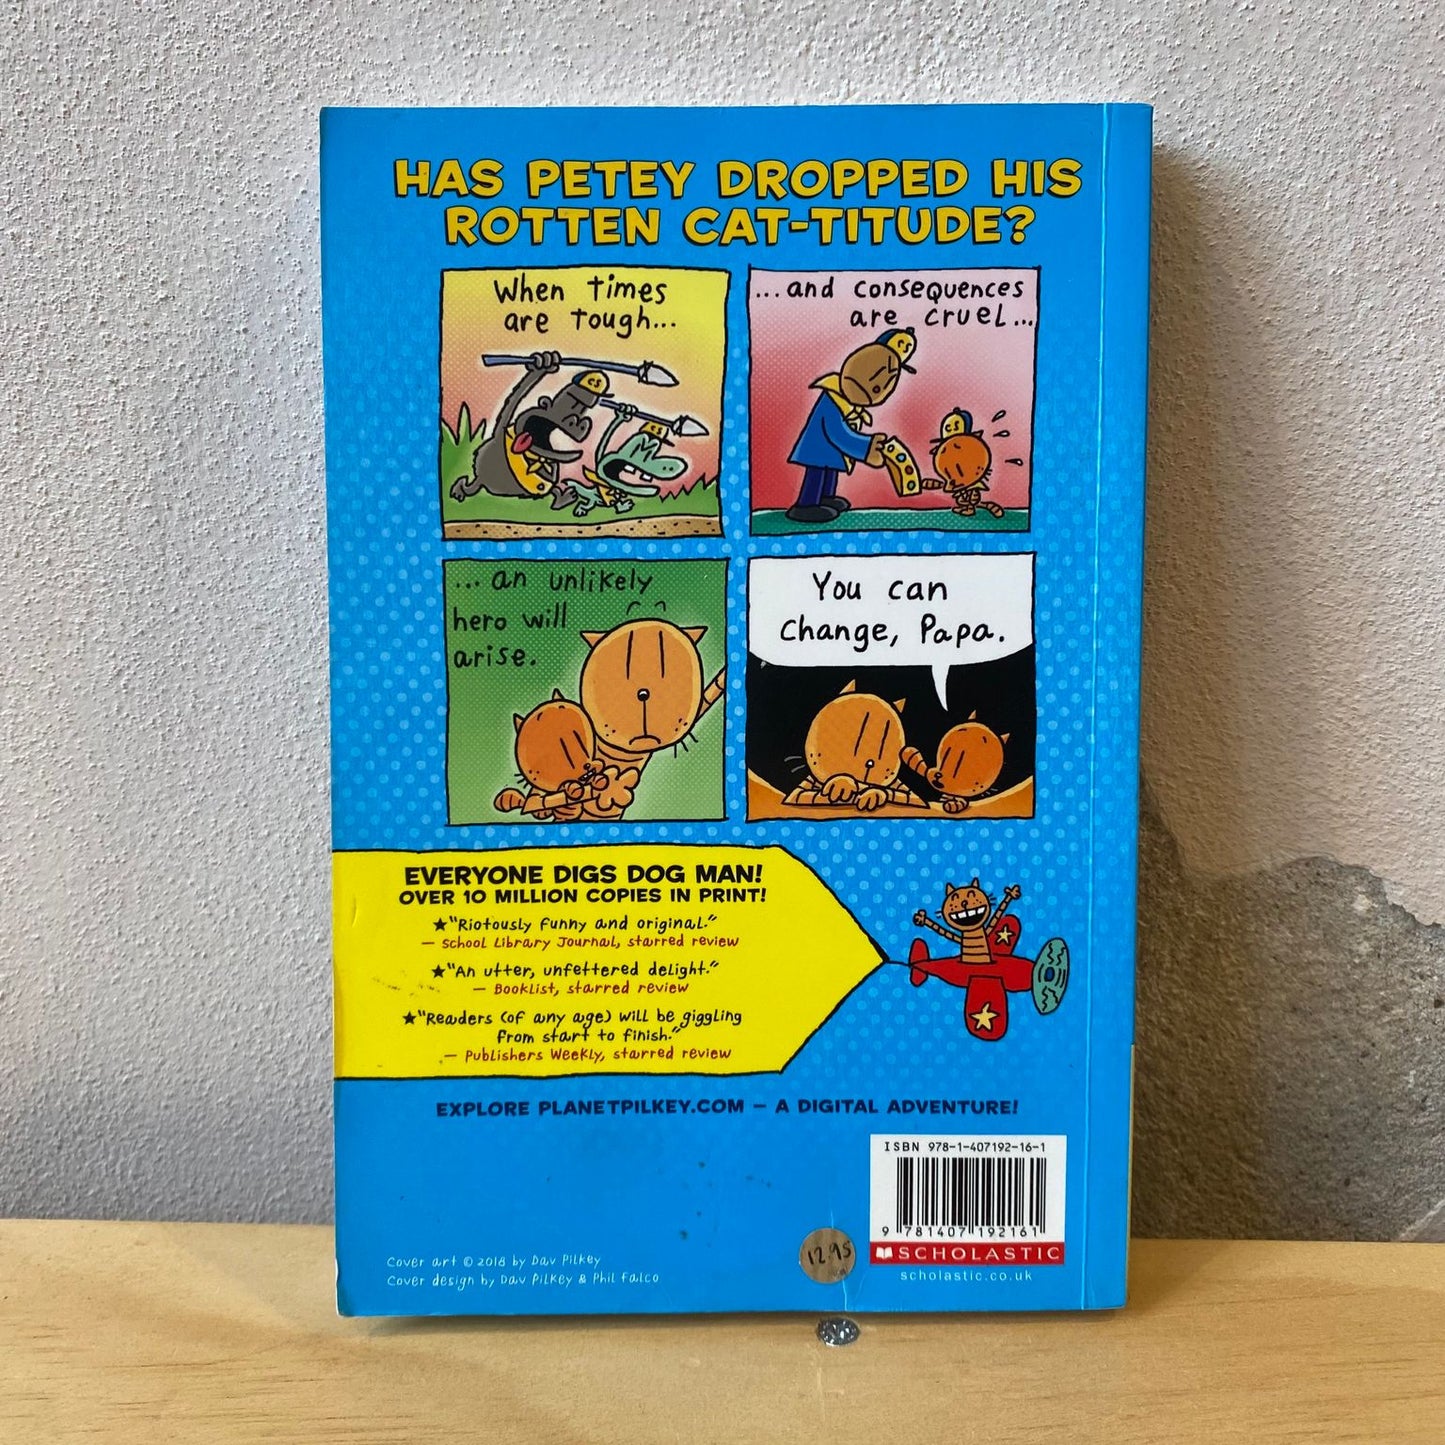 HAS PETEY DROPPED HIS
ROTTEN CAT-TITUDE?
When times
are tough...
CS
CS
...and consequences
are cruel...
CS
...an unlikely
hero will
arise.
You can
change, Papa.
EVERYONE DIGS DOG MAN!
OVER 10 MILLION COPIES IN PRINT!
★"Riotously funny and original."
— School Library Journal, starred review
★"An utter, unfettered delight."
— Booklist, starred review
★"Readers (of any age) will be giggling
from start to finish."
— Publishers Weekly, starred review
EXPLORE PLANETPILKEY.COM — A DIGITAL ADVENTURE!
ISBN 978-1-407192-16-1
9 781407 192161
SCHOLASTIC
scholastic.co.uk
12.95
Cover art © 2018 by Dav Pilkey
Cover design by Dav Pilkey & Phil Falco